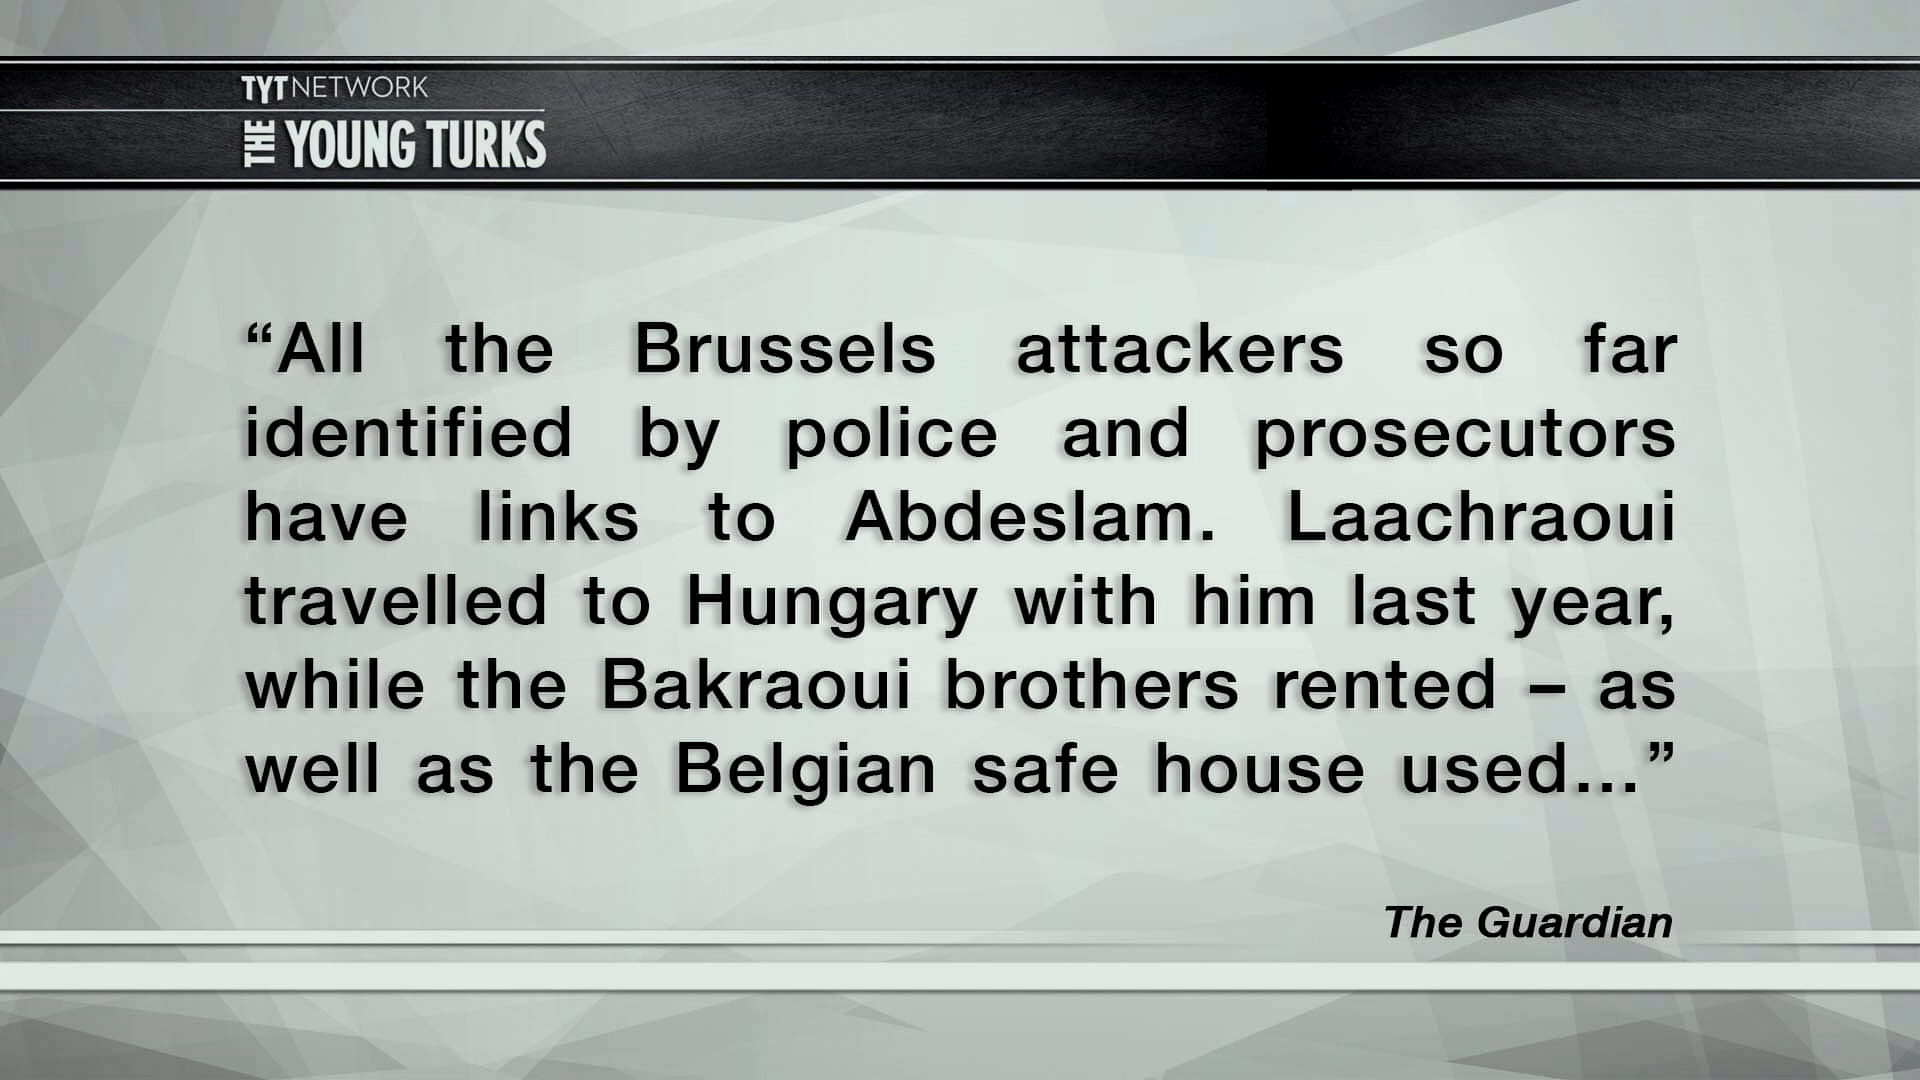 TYT NETWORK
THE YOUNG TURKS
“All the Brussels attackers so far
identified by police and prosecutors
have links to Abdeslam. Laachraoui
travelled to Hungary with him last year,
while the Bakraoui brothers rented – as
well as the Belgian safe house used...”
The Guardian